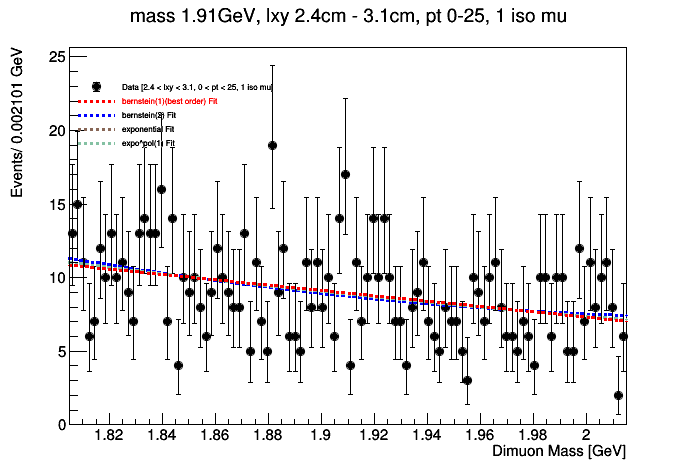 mass 1.91GeV, lxy 2.4cm - 3.1cm, pt 0-25, 1 iso mu
Events/ 0.002101 GeV
25
20
15
10
5
0
Data [2.4 < lxy < 3.1, 0 < pt < 25, 1 iso mu]
bernstein(1)(best order) Fit
bernstein(2) Fit
exponential Fit
expo*pol(1) Fit
1.82
1.84
1.86
1.88
1.9
1.92
1.94
1.96
1.98
2
Dimuon Mass [GeV]